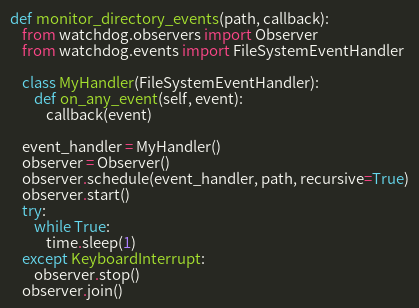 def monitor_directory_events(path, callback):
    from watchdog.observers import Observer
    from watchdog.events import FileSystemEventHandler

    class MyHandler(FileSystemEventHandler):
        def on_any_event(self, event):
            callback(event)

    event_handler = MyHandler()
    observer = Observer()
    observer.schedule(event_handler, path, recursive=True)
    observer.start()
    try:
        while True:
            time.sleep(1)
    except KeyboardInterrupt:
        observer.stop()
    observer.join()